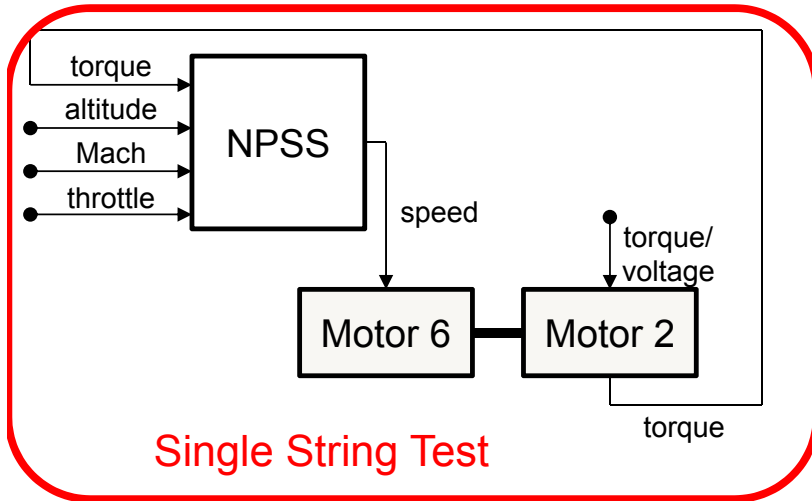 torque
altitude
Mach
throttle
NPSS
speed
torque/
voltage
Motor 6
Motor 2
torque
Single String Test